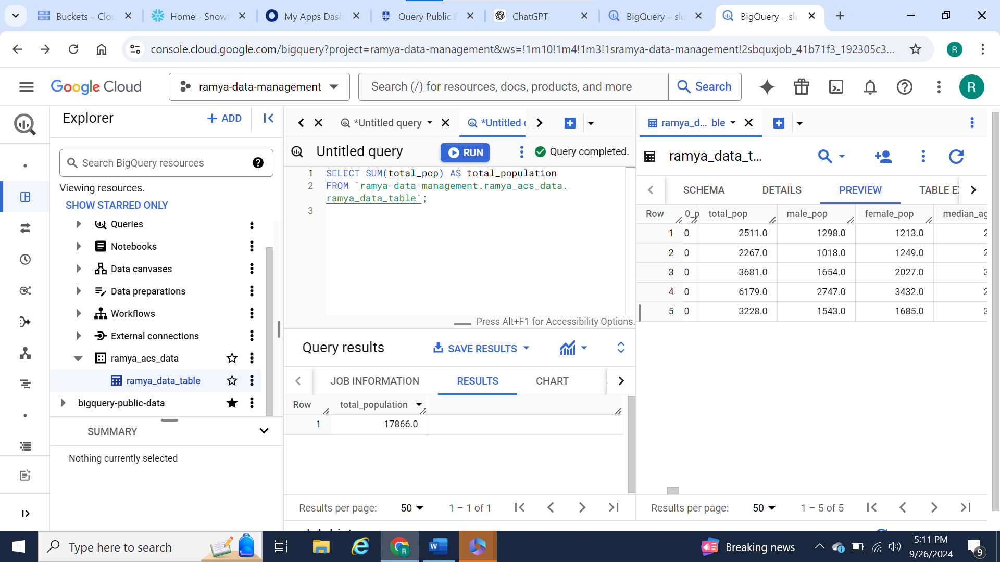 Buckets – Clou
Home - Snowf
My Apps Dash
Query Public D
ChatGPT
BigQuery – slu
BigQuery – slu
console.cloud.google.com/bigquery?project=ramya-data-management&ws=!1m10!1m4!1m3!1sramya-data-management!2sbquxjob_41b71f3_192305c3...
R
Google Cloud
ramya-data-management
Search (/) for resources, docs, products, and more
Search
R
Explorer
+ ADD
Search BigQuery resources
Viewing resources.
SHOW STARRED ONLY
Queries
Notebooks
Data canvases
Data preparations
Workflows
External connections
ramya_acs_data
ramya_data_table
bigquery-public-data
SUMMARY
Nothing currently selected
*Untitled query
*Untitled
Untitled query
RUN
Query completed.
1 SELECT SUM(total_pop) AS total_population
2 FROM `ramya-data-management.ramya_acs_data.
ramya_data_table`;
3
Press Alt+F1 for Accessibility Options.
Query results
SAVE RESULTS
JOB INFORMATION
RESULTS
CHART
Row total_population
1 17866.0
Results per page: 50 1 – 1 of 1
ramya_d... ble
ramya_data_t...
SCHEMA
DETAILS
PREVIEW
TABLE EX
Row 0_p total_pop male_pop female_pop median_ag
1 0 2511.0 1298.0 1213.0 2
2 0 2267.0 1018.0 1249.0 2
3 0 3681.0 1654.0 2027.0 3
4 0 6179.0 2747.0 3432.0 2
5 0 3228.0 1543.0 1685.0 3
Results per page: 50 1 – 5 of 5
Type here to search
Breaking news
5:11 PM
9/26/2024
9